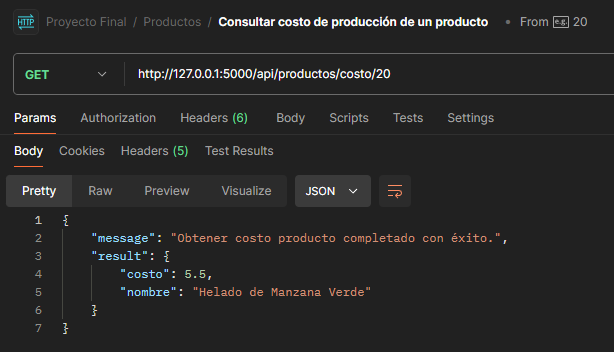 HTTP Proyecto Final / Productos / Consultar costo de producción de un producto • From e.g. 20
GET http://127.0.0.1:5000/api/productos/costo/20
Params Authorization Headers (6) Body Scripts Tests Settings
Body Cookies Headers (5) Test Results
Pretty Raw Preview Visualize JSON
1 {
2 "message": "Obtener costo producto completado con éxito.",
3 "result": {
4 "costo": 5.5,
5 "nombre": "Helado de Manzana Verde"
6 }
7 }